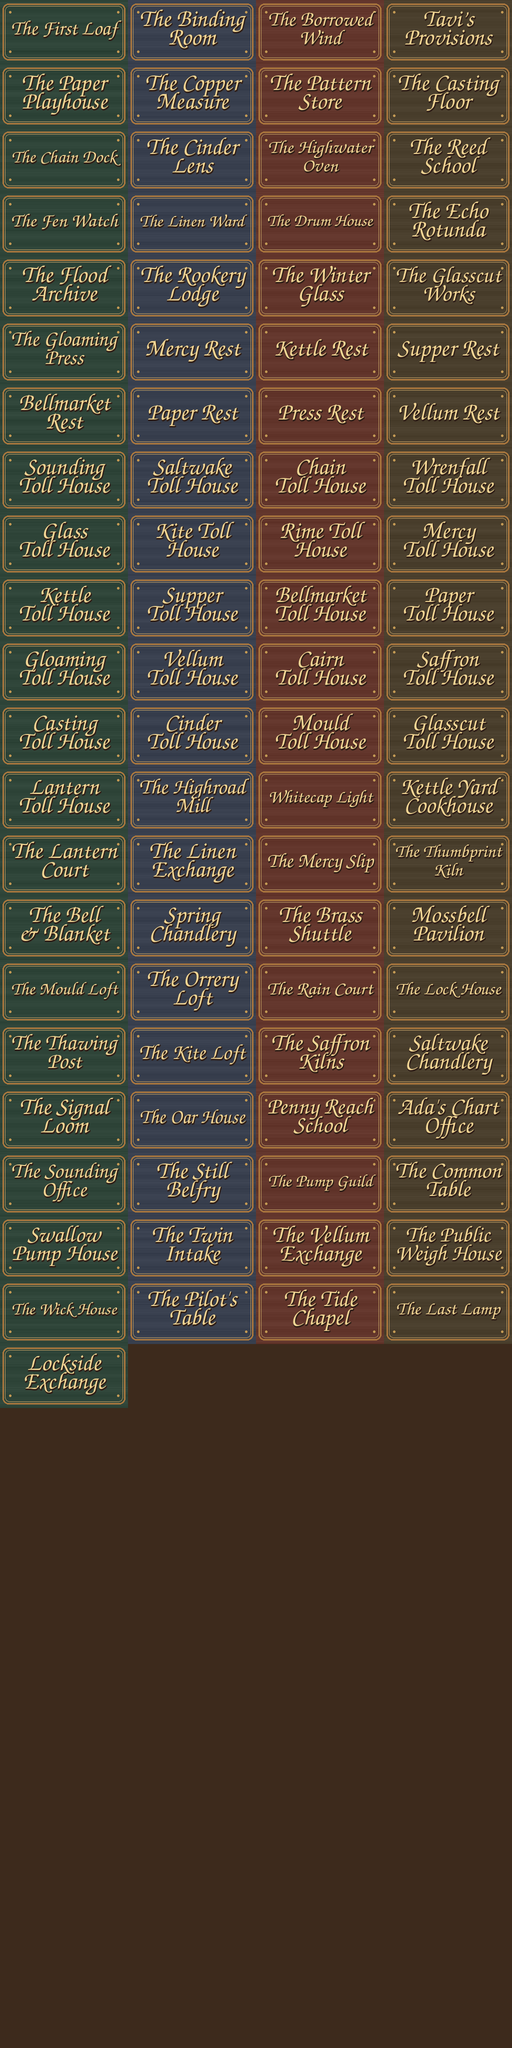 The First Loaf
The Binding
Room
The Borrowed
Wind
Tavi's
Provisions
The Paper
Playhouse
The Copper
Measure
The Pattern
Store
The Casting
Floor
The Chain Dock
The Cinder
Lens
The Highwater
Oven
The Reed
School
The Fen Watch
The Linen Ward
The Drum House
The Echo
Rotunda
The Flood
Archive
The Rookery
Lodge
The Winter
Glass
The Glasscut
Works
The Gloaming
Press
Mercy Rest
Kettle Rest
Supper Rest
Bellmarket
Rest
Paper Rest
Press Rest
Vellum Rest
Sounding
Toll House
Saltwake
Toll House
Chain
Toll House
Wrenfall
Toll House
Glass
Toll House
Kite Toll
House
Rime Toll
House
Mercy
Toll House
Kettle
Toll House
Supper
Toll House
Bellmarket
Toll House
Paper
Toll House
Gloaming
Toll House
Vellum
Toll House
Cairn
Toll House
Saffron
Toll House
Casting
Toll House
Cinder
Toll House
Mould
Toll House
Glasscut
Toll House
Lantern
Toll House
The Highroad
Mill
Whitecap Light
Kettle Yard
Cookhouse
The Lantern
Court
The Linen
Exchange
The Mercy Slip
The Thumbprint
Kiln
The Bell
& Blanket
Spring
Chandlery
The Brass
Shuttle
Mossbell
Pavilion
The Mould Loft
The Orrery
Loft
The Rain Court
The Lock House
The Thawing
Post
The Kite Loft
The Saffron
Kilns
Saltwake
Chandlery
The Signal
Loom
The Oar House
Penny Reach
School
Ada's Chart
Office
The Sounding
Office
The Still
Belfry
The Pump Guild
The Common
Table
Swallow
Pump House
The Twin
Intake
The Vellum
Exchange
The Public
Weigh House
The Wick House
The Pilot's
Table
The Tide
Chapel
The Last Lamp
Lockside
Exchange